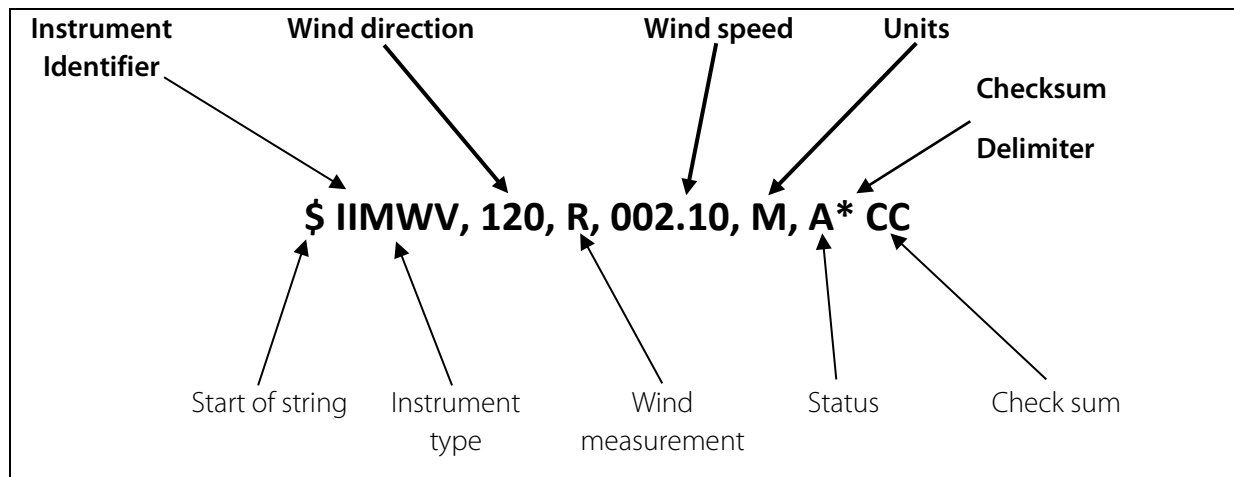 Instrument Wind direction Wind speed Units
Identifier
Checksum
Delimiter
$ IIMWV, 120, R, 002.10, M, A* CC
Start of string Instrument Wind Status Check sum
type measurement